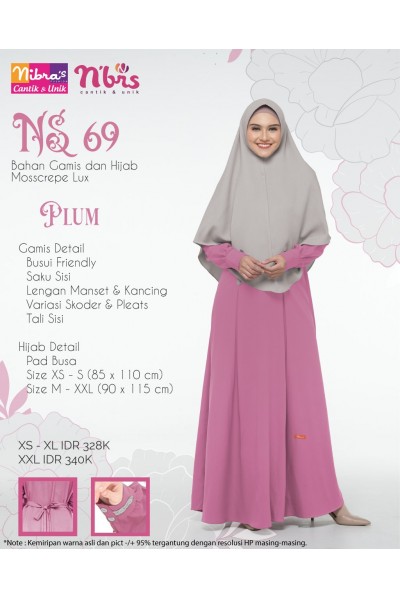 Nibra's
Cantik & Unik
N'brs
cantik & unik
NS 69
Bahan Gamis dan Hijab
Mosscrepe Lux
PLUM
Gamis Detail
Busui Friendly
Saku Sisi
Lengan Manset & Kancing
Variasi Skoder & Pleats
Tali Sisi
Hijab Detail
Pad Busa
Size XS - S (85 x 110 cm)
Size M - XXL (90 x 115 cm)
XS - XL IDR 328K
XXL IDR 340K
*Note : Kemiripan warna asli dan pict -/+ 95% tergantung dengan resolusi HP masing-masing.